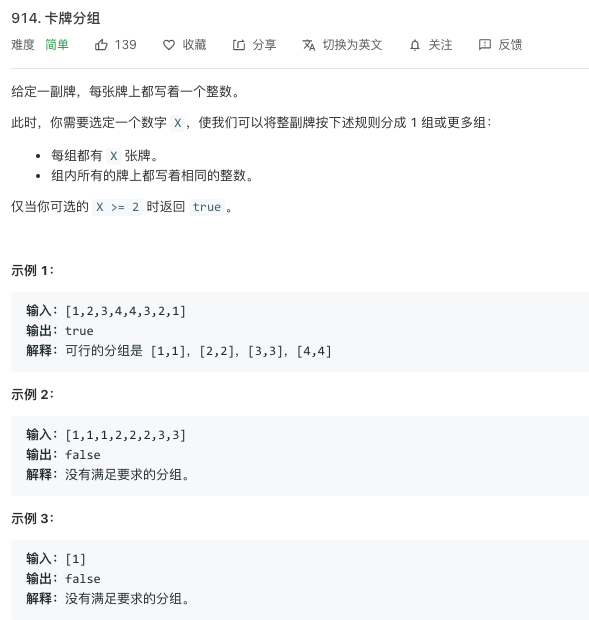 914. 卡牌分组
难度 简单 139 收藏 分享 切换为英文 关注 反馈
给定一副牌，每张牌上都写着一个整数。
此时，你需要选定一个数字 X，使我们可以将整副牌按下述规则分成 1 组或更多组：
• 每组都有 X 张牌。
• 组内所有的牌上都写着相同的整数。
仅当你可选的 X >= 2 时返回 true。
示例 1：
输入：[1,2,3,4,4,3,2,1]
输出：true
解释：可行的分组是 [1,1]，[2,2]，[3,3]，[4,4]
示例 2：
输入：[1,1,1,2,2,2,3,3]
输出：false
解释：没有满足要求的分组。
示例 3：
输入：[1]
输出：false
解释：没有满足要求的分组。